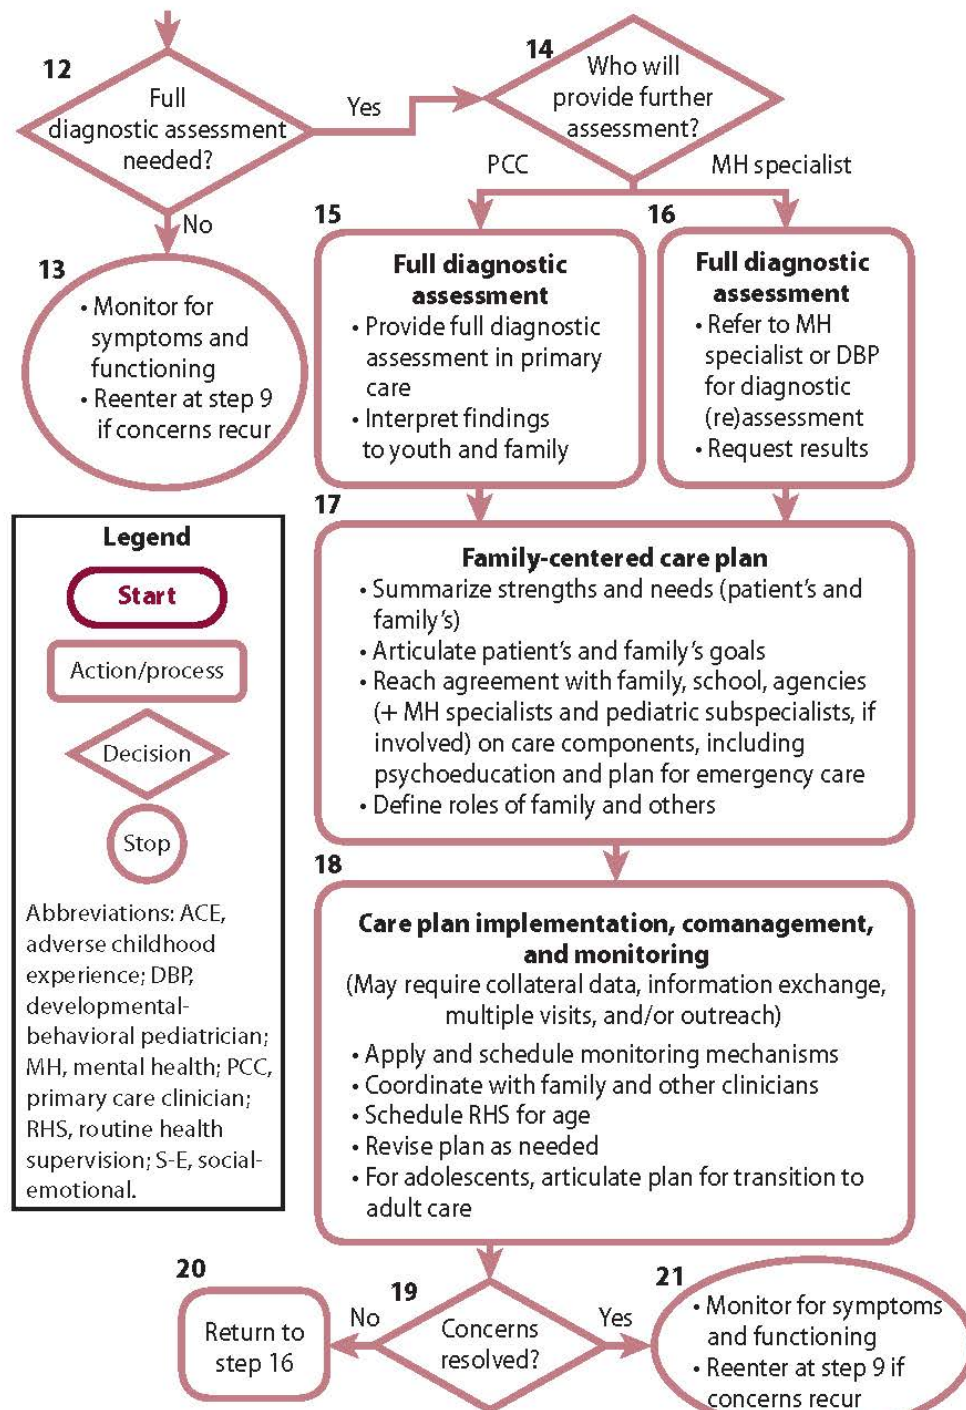 12
Full
diagnostic assessment
needed?
Yes
No
14
Who will
provide further
assessment?
PCC
MH specialist
13
• Monitor for
symptoms and
functioning
• Reenter at step 9
if concerns recur
15
Full diagnostic
assessment
• Provide full diagnostic
assessment in primary
care
• Interpret findings
to youth and family
16
Full diagnostic
assessment
• Refer to MH
specialist or DBP
for diagnostic
(re)assessment
• Request results
17
Family-centered care plan
• Summarize strengths and needs (patient’s and
family’s)
• Articulate patient’s and family’s goals
• Reach agreement with family, school, agencies
(+ MH specialists and pediatric subspecialists, if
involved) on care components, including
psychoeducation and plan for emergency care
• Define roles of family and others
18
Care plan implementation, comanagement,
and monitoring
(May require collateral data, information exchange,
multiple visits, and/or outreach)
• Apply and schedule monitoring mechanisms
• Coordinate with family and other clinicians
• Schedule RHS for age
• Revise plan as needed
• For adolescents, articulate plan for transition to
adult care
19
Concerns
resolved?
No
Yes
20
Return to
step 16
21
• Monitor for symptoms
and functioning
• Reenter at step 9 if
concerns recur
Legend
Start
Action/process
Decision
Stop
Abbreviations: ACE,
adverse childhood
experience; DBP,
developmental-
behavioral pediatrician;
MH, mental health; PCC,
primary care clinician;
RHS, routine health
supervision; S-E, social-
emotional.